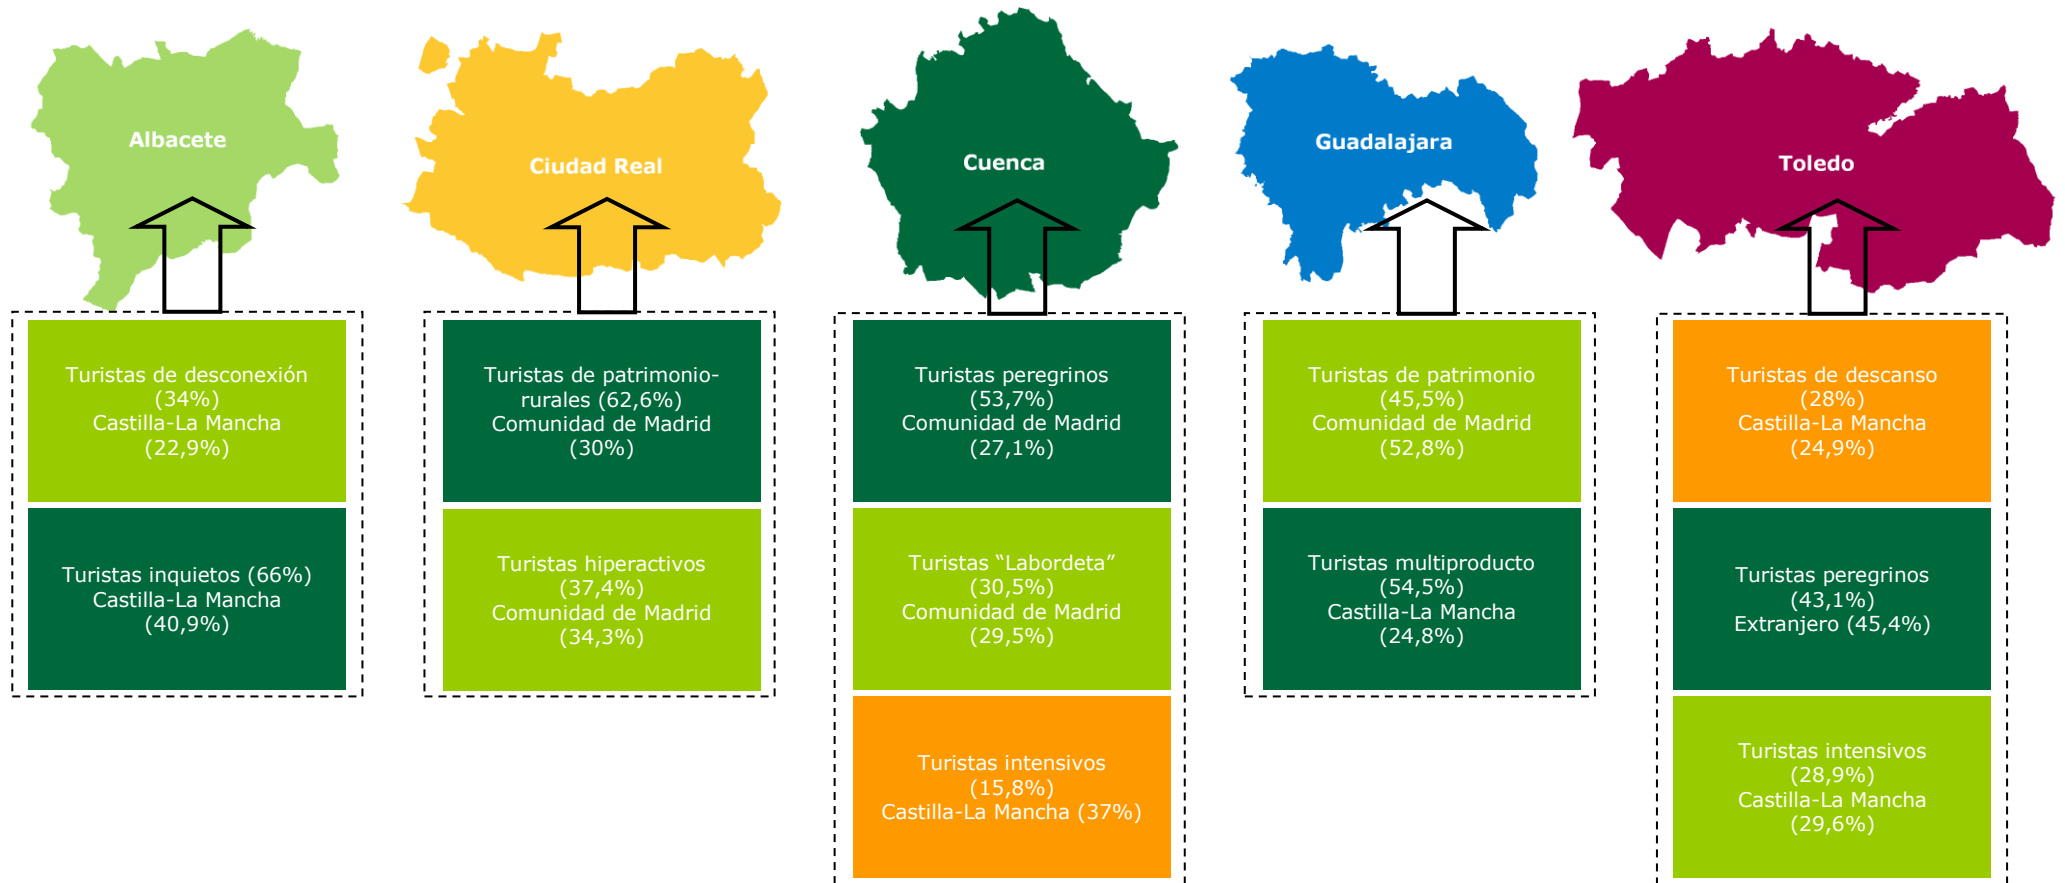 Albacete
Ciudad Real
Cuenca
Guadalajara
Toledo
Turistas de desconexión
(34%)
Castilla-La Mancha
(22,9%)
Turistas inquietos (66%)
Castilla-La Mancha
(40,9%)
Turistas de patrimonio-
rurales (62,6%)
Comunidad de Madrid
(30%)
Turistas hiperactivos
(37,4%)
Comunidad de Madrid
(34,3%)
Turistas peregrinos
(53,7%)
Comunidad de Madrid
(27,1%)
Turistas “Labordeta”
(30,5%)
Comunidad de Madrid
(29,5%)
Turistas intensivos
(15,8%)
Castilla-La Mancha (37%)
Turistas de patrimonio
(45,5%)
Comunidad de Madrid
(52,8%)
Turistas multiproducto
(54,5%)
Castilla-La Mancha
(24,8%)
Turistas de descanso
(28%)
Castilla-La Mancha
(24,9%)
Turistas peregrinos
(43,1%)
Extranjero (45,4%)
Turistas intensivos
(28,9%)
Castilla-La Mancha
(29,6%)